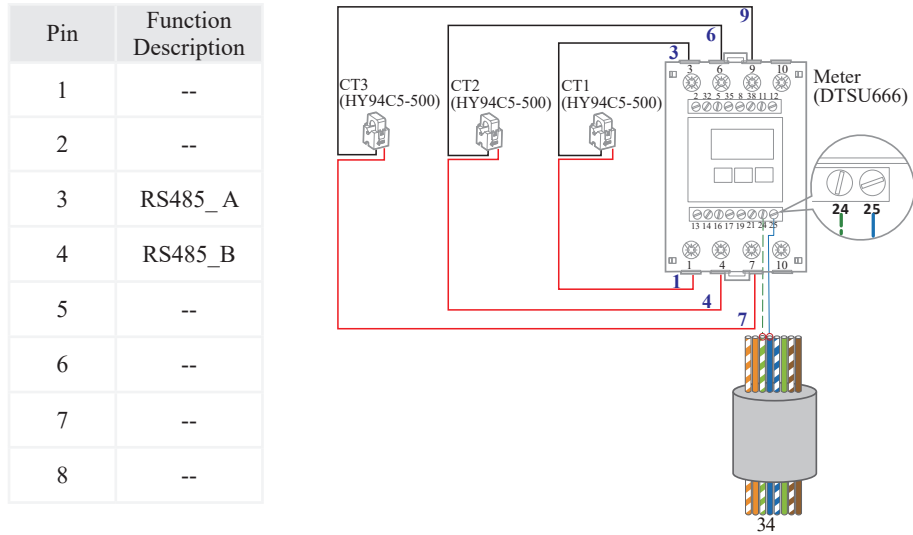 Pin Function
Description
1 --
2 --
3 RS485_ A
4 RS485_B
5 --
6 --
7 --
8 --
9
6
3
3 6 9 10
CT3
(HY94C5-500)
CT2
(HY94C5-500)
CT1
(HY94C5-500)
Meter
(DTSU666)
2 32 5 35 8 38 11 12
24 25
13 14 16 17 19 21 24 25
1 4 7 10
1
4
7
34